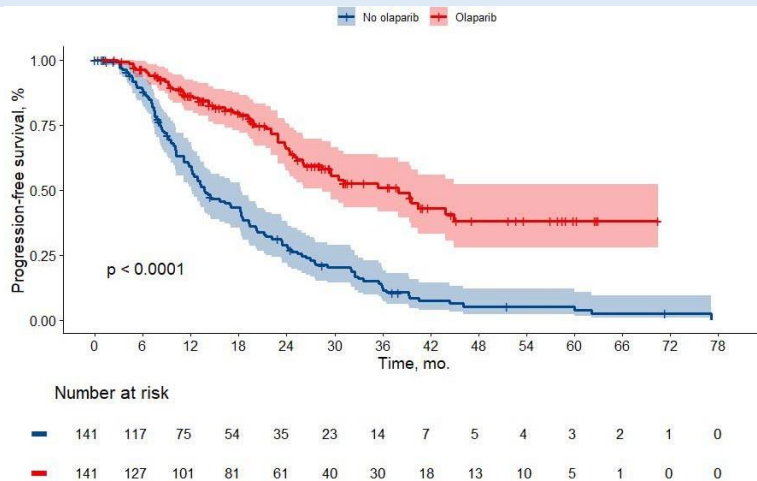 No olaparib Olaparib
Progression-free survival, %
1.00
0.75
0.50
0.25
0.00
p < 0.0001
0 6 12 18 24 30 36 42 48 54 60 66 72 78
Time, mo.
Number at risk
141 117 75 54 35 23 14 7 5 4 3 2 1 0
141 127 101 81 61 40 30 18 13 10 5 1 0 0